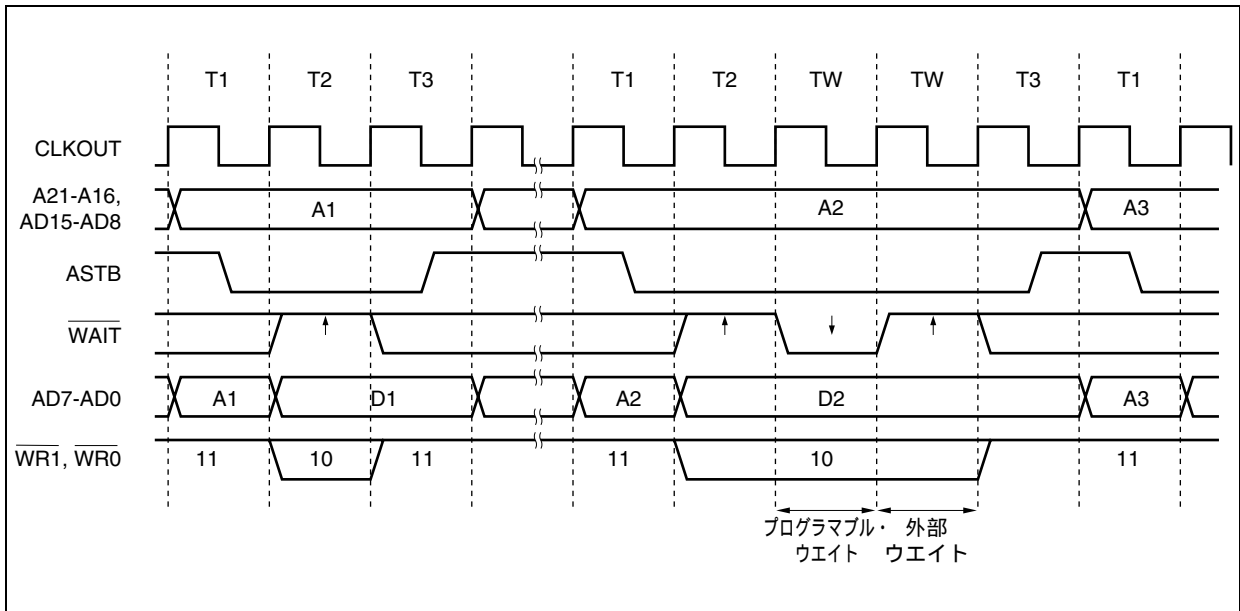 T1 T2 T3 T1 T2 TW TW T3 T1
CLKOUT
A21-A16,
AD15-AD8
A1 A2 A3
ASTB
WAIT
AD7-AD0
A1 D1 A2 D2 A3
WR1, WR0
11 10 11 11 10 11
プログラマブル・
ウエイト
外部
ウエイト